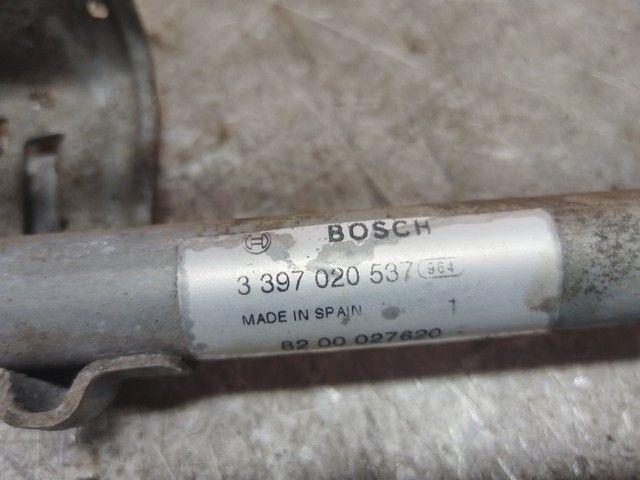 BOSCH
3 397 020 537 964
MADE IN SPAIN 1
82 00 027620